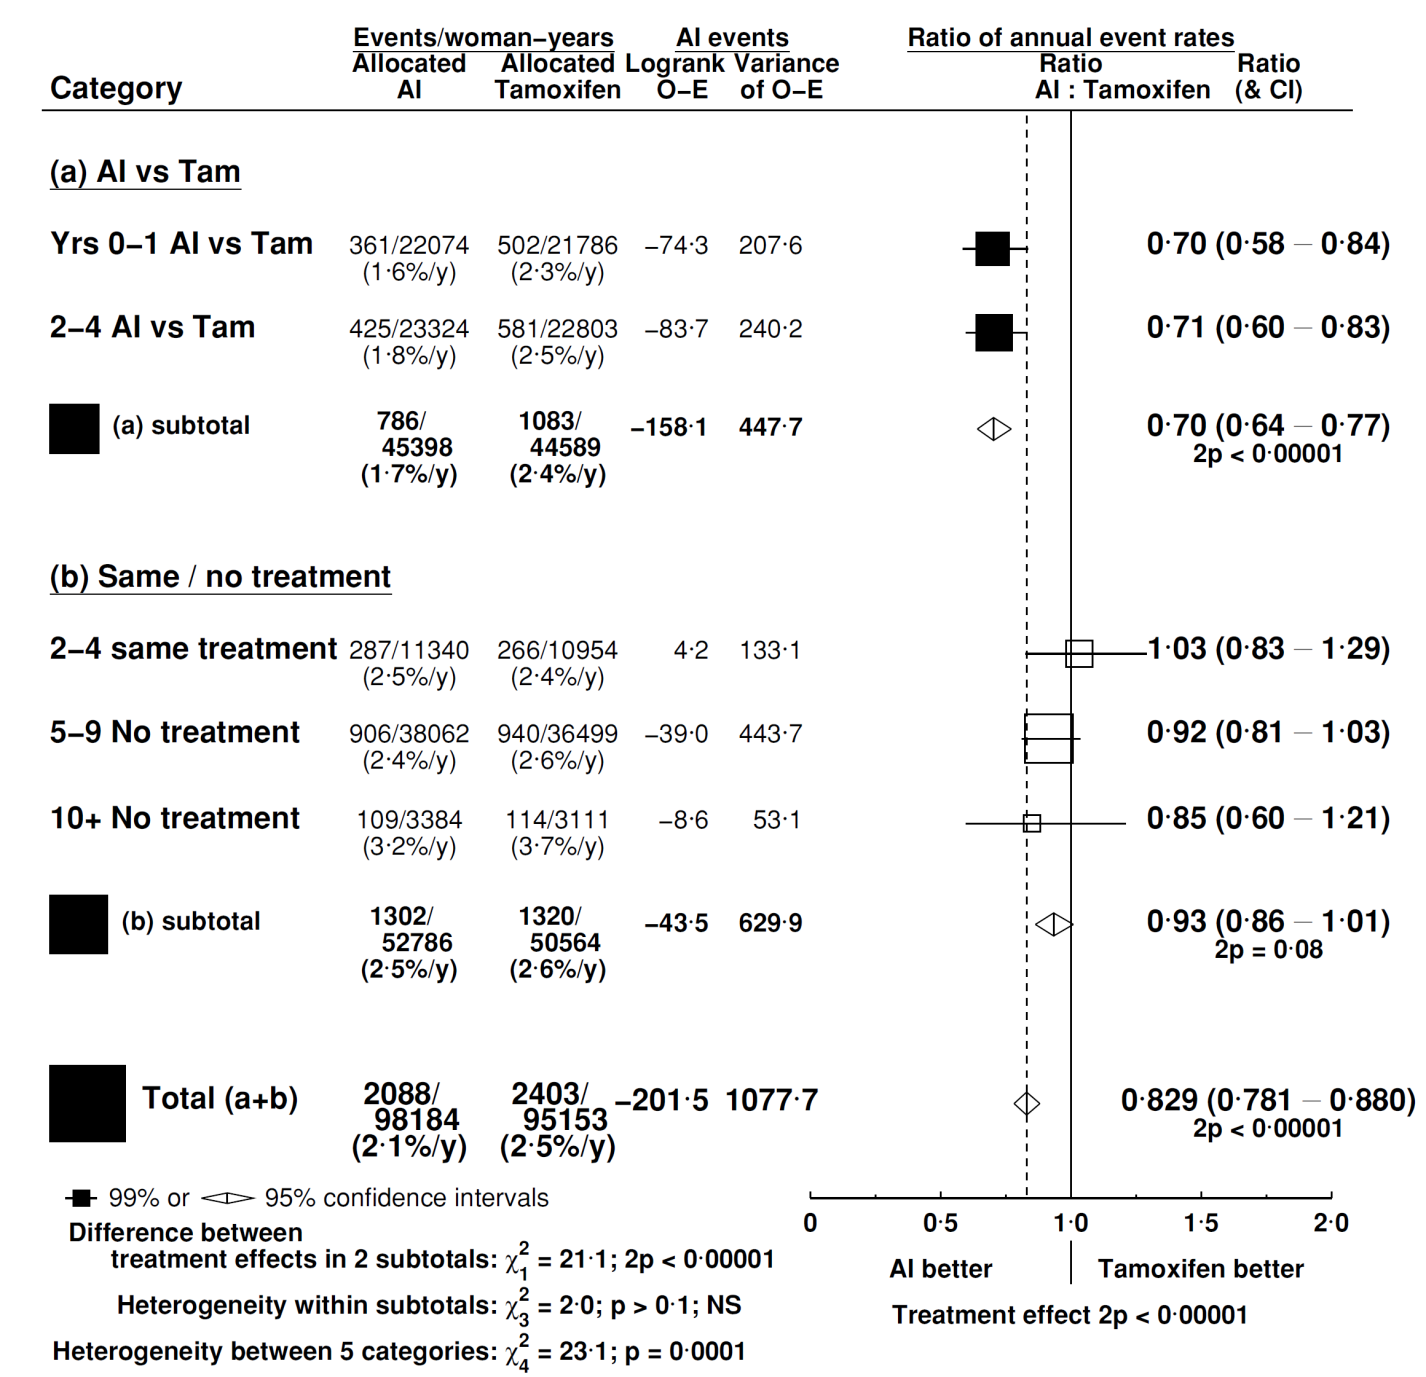 Events/woman−years AI events Ratio of annual event rates
Allocated Allocated Logrank Variance Ratio Ratio
Category AI Tamoxifen O−E of O−E AI : Tamoxifen (& CI)
(a) AI vs Tam
Yrs 0−1 AI vs Tam 361/22074 502/21786 −74·3 207·6 0·70 (0·58 − 0·84)
(1·6%/y) (2·3%/y)
2−4 AI vs Tam 425/23324 581/22803 −83·7 240·2 0·71 (0·60 − 0·83)
(1·8%/y) (2·5%/y)
(a) subtotal 786/ 1083/ −158·1 447·7 0·70 (0·64 − 0·77)
45398 44589 2p < 0·00001
(1·7%/y) (2·4%/y)
(b) Same / no treatment
2−4 same treatment 287/11340 266/10954 4·2 133·1 1·03 (0·83 − 1·29)
(2·5%/y) (2·4%/y)
5−9 No treatment 906/38062 940/36499 −39·0 443·7 0·92 (0·81 − 1·03)
(2·4%/y) (2·6%/y)
10+ No treatment 109/3384 114/3111 −8·6 53·1 0·85 (0·60 − 1·21)
(3·2%/y) (3·7%/y)
(b) subtotal 1302/ 1320/ −43·5 629·9 0·93 (0·86 − 1·01)
52786 50564 2p = 0·08
(2·5%/y) (2·6%/y)
Total (a+b) 2088/ 2403/ −201·5 1077·7 0·829 (0·781 − 0·880)
98184 95153 2p < 0·00001
(2·1%/y) (2·5%/y)
99% or 95% confidence intervals
0 0·5 1·0 1·5 2·0
Difference between
treatment effects in 2 subtotals: χ²₁ = 21·1; 2p < 0·00001
AI better Tamoxifen better
Heterogeneity within subtotals: χ²₃ = 2·0; p > 0·1; NS
Treatment effect 2p < 0·00001
Heterogeneity between 5 categories: χ²₄ = 23·1; p = 0·0001